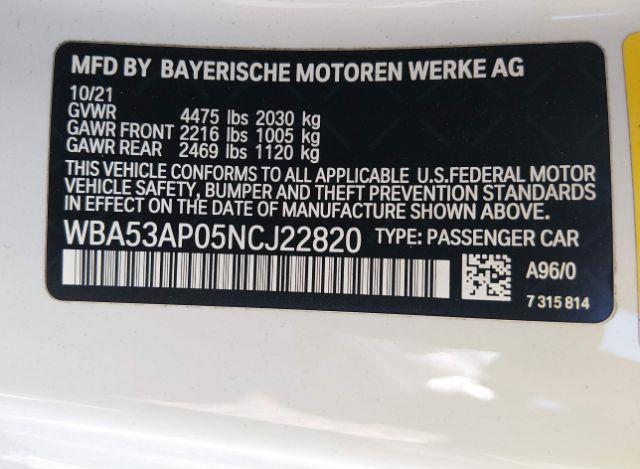 MFD BY BAYERISCHE MOTOREN WERKE AG
10/21
GVWR 4475 lbs 2030 kg
GAWR FRONT 2216 lbs 1005 kg
GAWR REAR 2469 lbs 1120 kg
THIS VEHICLE CONFORMS TO ALL APPLICABLE U.S.FEDERAL MOTOR
VEHICLE SAFETY, BUMPER AND THEFT PREVENTION STANDARDS
IN EFFECT ON THE DATE OF MANUFACTURE SHOWN ABOVE.
WBA53AP05NCJ22820 TYPE: PASSENGER CAR
A96/0
7 315 814